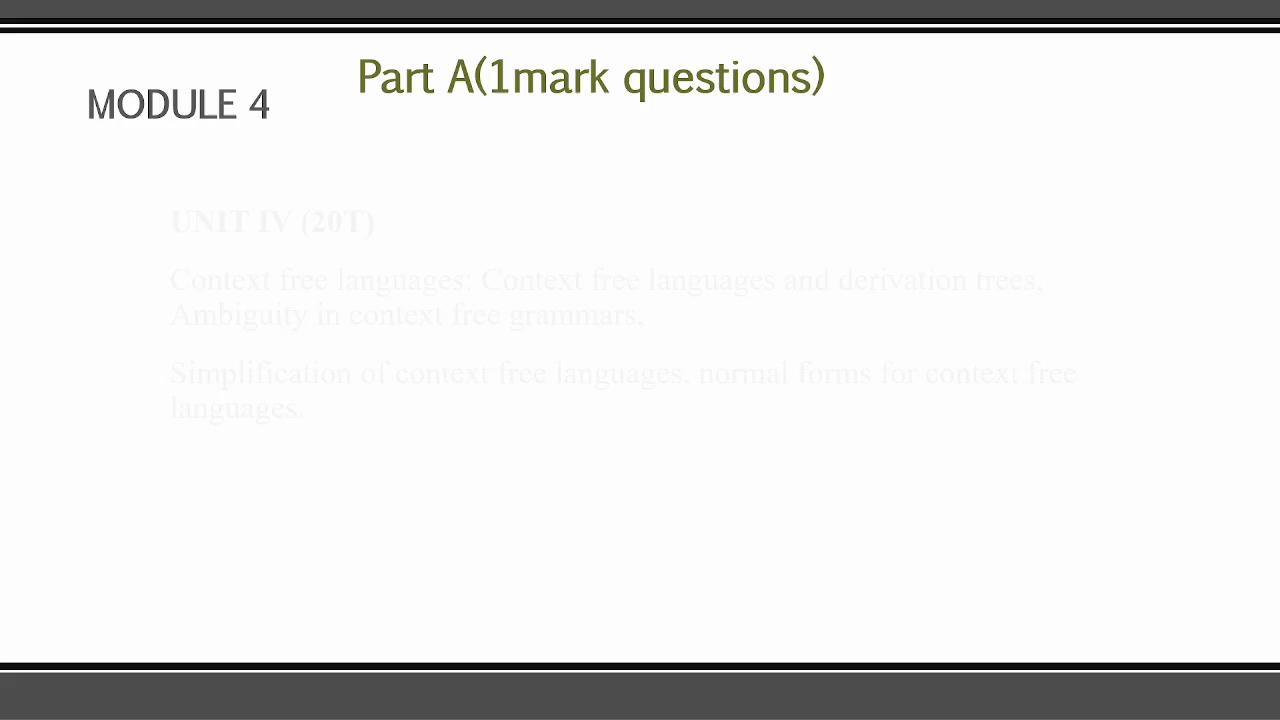 Part A(1mark questions)
MODULE 4
UNIT IV (20T)
Context free languages: Context free languages and derivation trees,
Ambiguity in context free grammars,
Simplification of context free languages, normal forms for context free
languages.